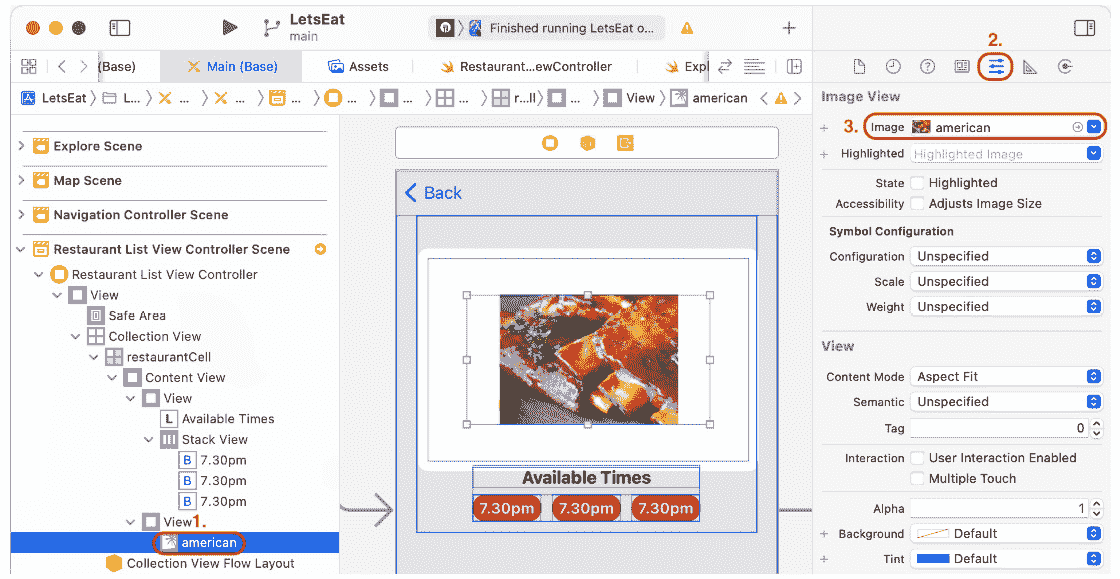 LetsEat
main
Finished running LetsEat o...
2.
(Base)
Main (Base)
Assets
Restaurant...ewController
Expl
LetsEat
L...
...
...
...
...
...
...
r...ll
...
View
american
Explore Scene
Map Scene
Navigation Controller Scene
Restaurant List View Controller Scene
Restaurant List View Controller
View
Safe Area
Collection View
restaurantCell
Content View
View
L Available Times
Stack View
B 7.30pm
B 7.30pm
B 7.30pm
View
1.
american
Collection View Flow Layout
Back
Available Times
7.30pm 7.30pm 7.30pm
Image View
3. Image american
Highlighted Highlighted Image
State Highlighted
Accessibility Adjusts Image Size
Symbol Configuration
Configuration Unspecified
Scale Unspecified
Weight Unspecified
View
Content Mode Aspect Fit
Semantic Unspecified
Tag 0
Interaction User Interaction Enabled
Multiple Touch
Alpha 1
Background Default
Tint Default